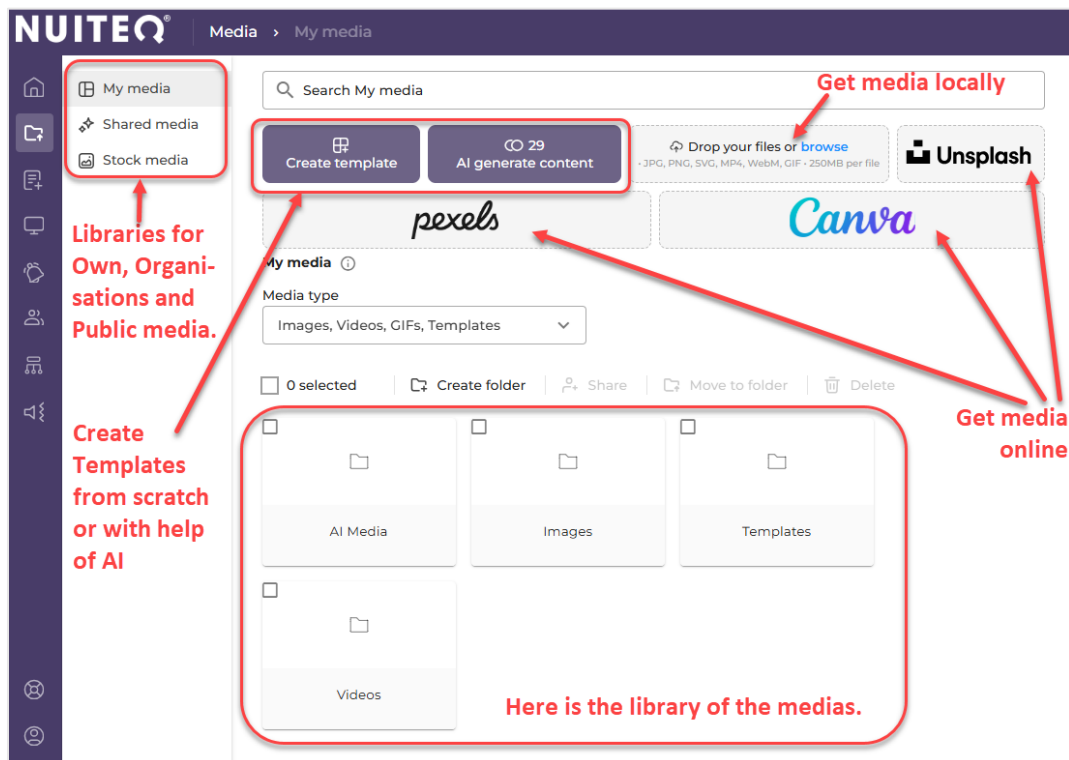 NUITEQ®
Media › My media
My media
Shared media
Stock media
Search My media
Get media locally
Create template
29
AI generate content
Drop your files or browse
• JPG, PNG, SVG, MP4, WebM, GIF • 250MB per file
Unsplash
pexels
Canva
Libraries for
Own, Organi-
sations and
Public media.
My media
Media type
Images, Videos, GIFs, Templates
0 selected
Create folder
Share
Move to folder
Delete
Get media
online
Create
Templates
from scratch
or with help
of AI
AI Media
Images
Templates
Videos
Here is the library of the medias.